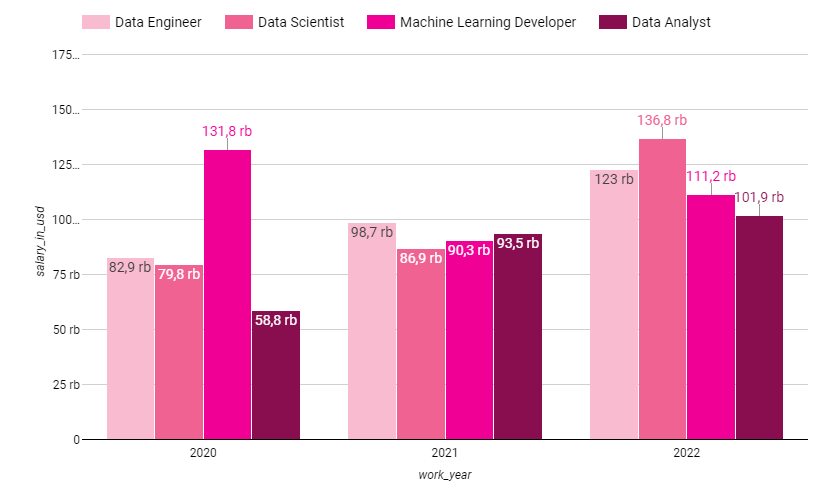 Data Engineer Data Scientist Machine Learning Developer Data Analyst
175…
150…
125…
100…
75 rb
50 rb
25 rb
0
salary_in_usd
82,9 rb
79,8 rb
131,8 rb
58,8 rb
98,7 rb
86,9 rb
90,3 rb
93,5 rb
123 rb
136,8 rb
111,2 rb
101,9 rb
2020 2021 2022
work_year